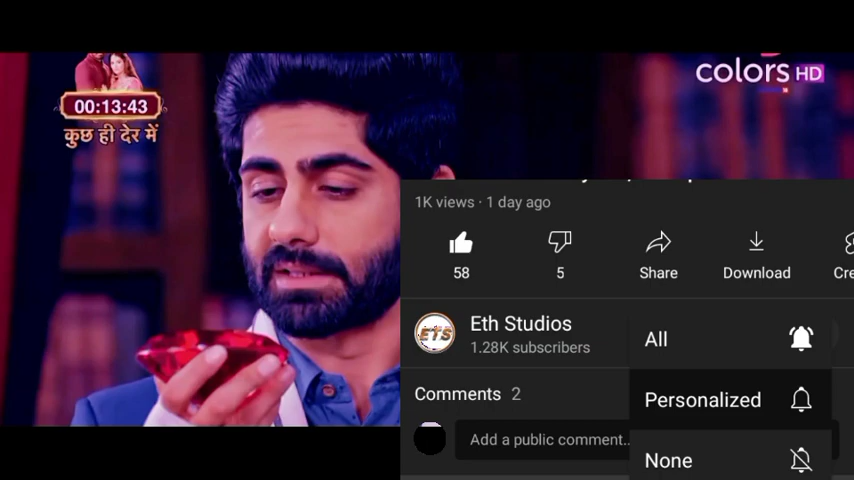 colors HD
00:13:43
कुछ ही देर में
1K views · 1 day ago
58
5
Share
Download
Eth Studios
1.28K subscribers
ETS
All
Comments 2
Personalized
Add a public comment..
None